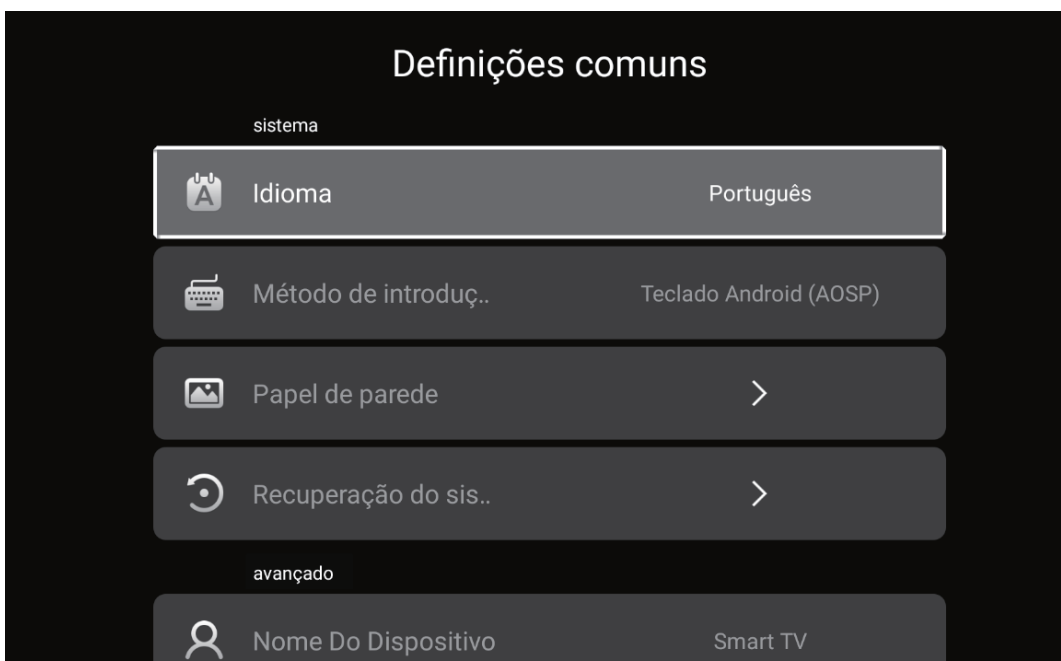 Definições comuns
sistema
Idioma Português
Método de introduç.. Teclado Android (AOSP)
Papel de parede
Recuperação do sis..
avançado
Nome Do Dispositivo Smart TV